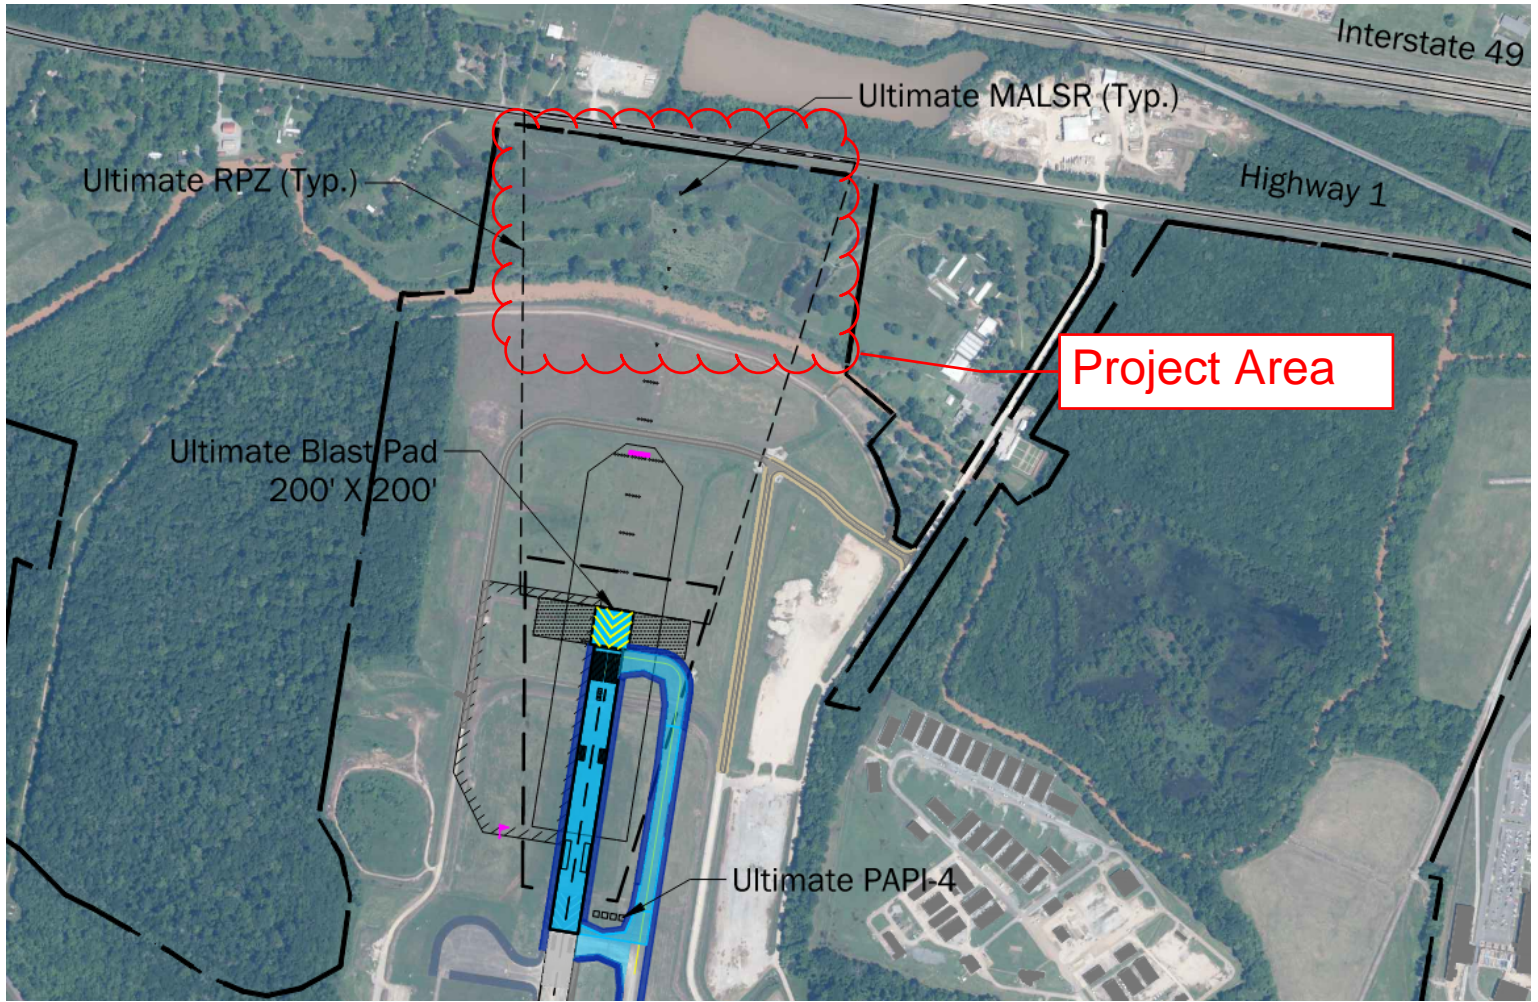 Interstate 49
Ultimate MALSR (Typ.)
Ultimate RPZ (Typ.)
Highway 1
Project Area
Ultimate Blast Pad
200' X 200'
Ultimate PAPI-4